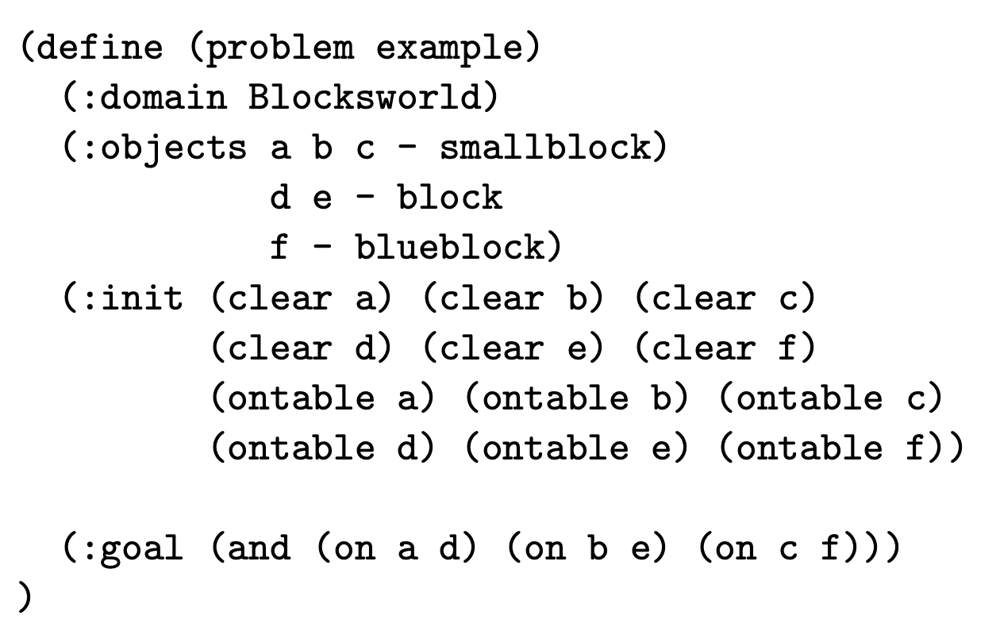 (define (problem example)
  (:domain Blocksworld)
  (:objects a b c - smallblock)
            d e - block
            f - blueblock)
  (:init (clear a) (clear b) (clear c)
         (clear d) (clear e) (clear f)
         (ontable a) (ontable b) (ontable c)
         (ontable d) (ontable e) (ontable f))
  (:goal (and (on a d) (on b e) (on c f)))
)